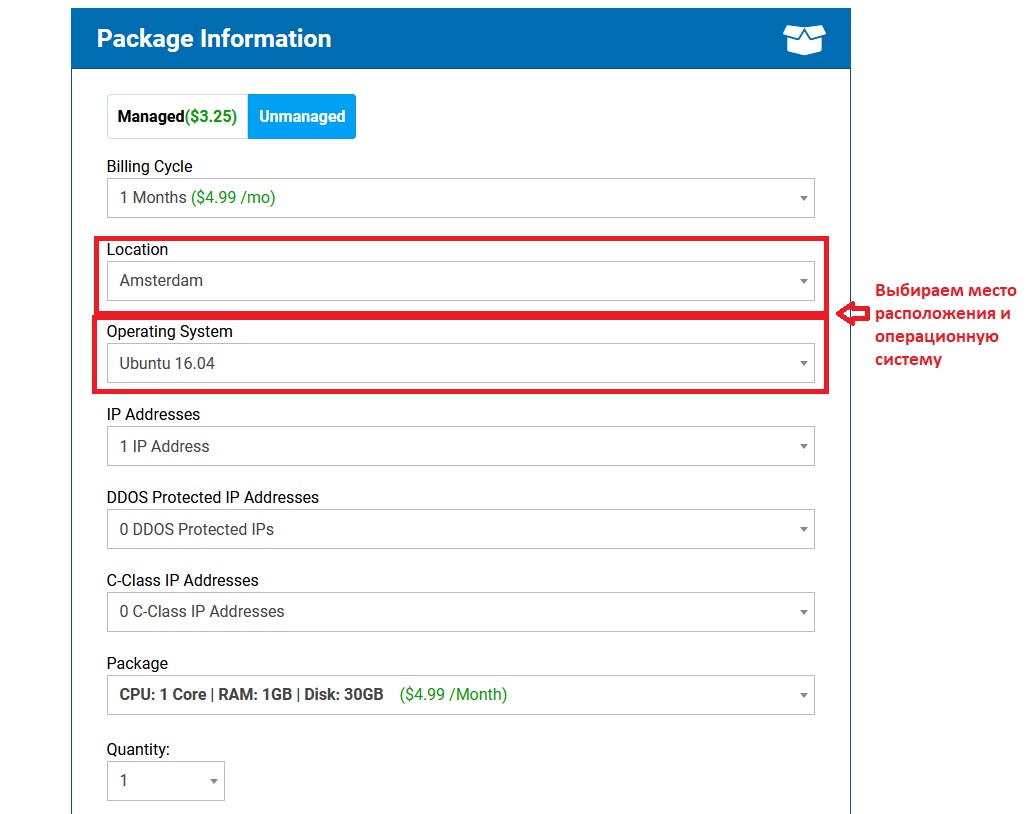 Package Information
Managed($3.25) Unmanaged
Billing Cycle
1 Months ($4.99 /mo)
Location
Amsterdam
Operating System
Ubuntu 16.04
Выбираем место
расположения и
операционную
систему
IP Addresses
1 IP Address
DDOS Protected IP Addresses
0 DDOS Protected IPs
C-Class IP Addresses
0 C-Class IP Addresses
Package
CPU: 1 Core | RAM: 1GB | Disk: 30GB ($4.99 /Month)
Quantity:
1